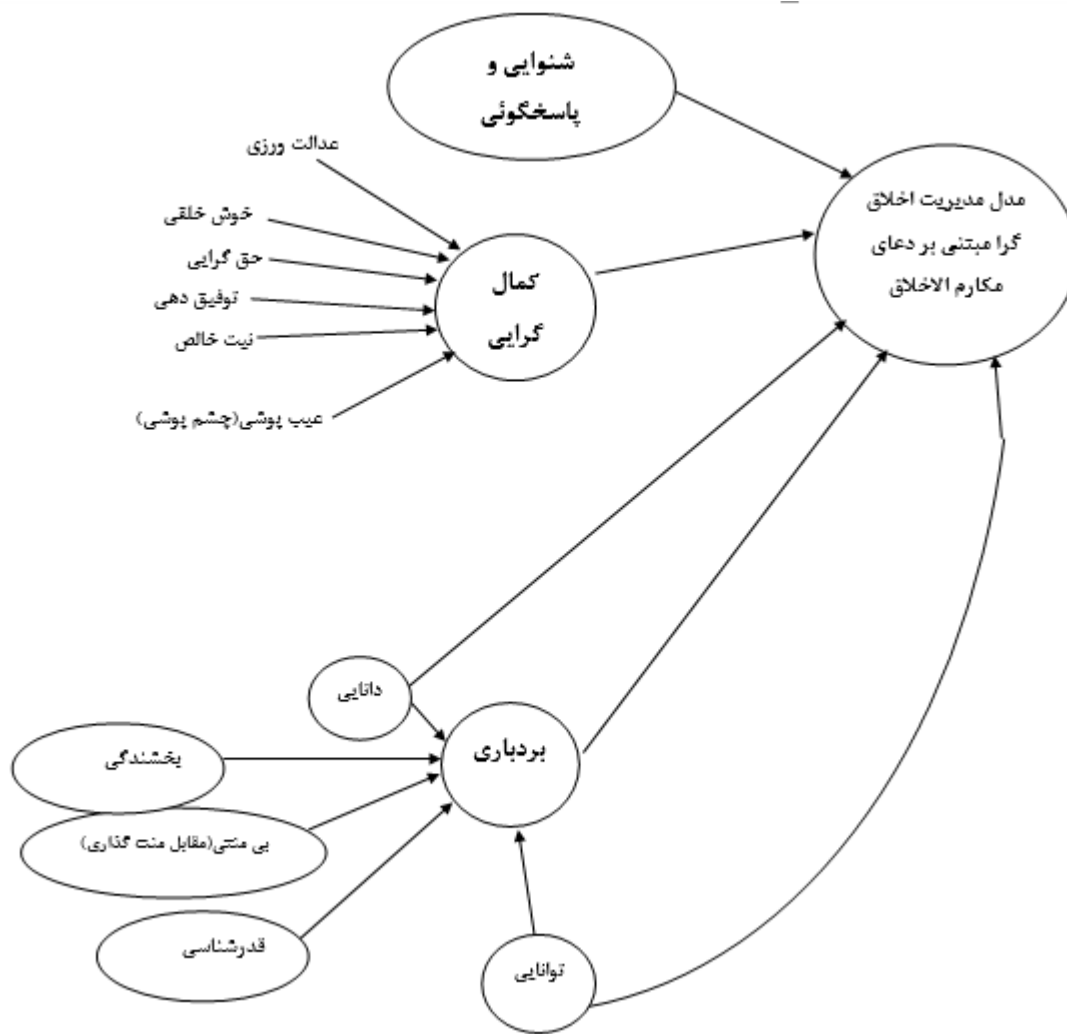 شنوایی و
پاسخگوئی
عدالت ورزی
خوش خلقی
حق گرایی
توفیق دهی
نیت خالص
عیب پوشی(چشم پوشی)
کمال
گرایی
مدل مدیریت اخلاق
گرا مبتنی بر دعای
مکارم الاخلاق
دانایی
بردباری
بخشندگی
بی منتی(مقابل منت گذاری)
قدرشناسی
توانایی